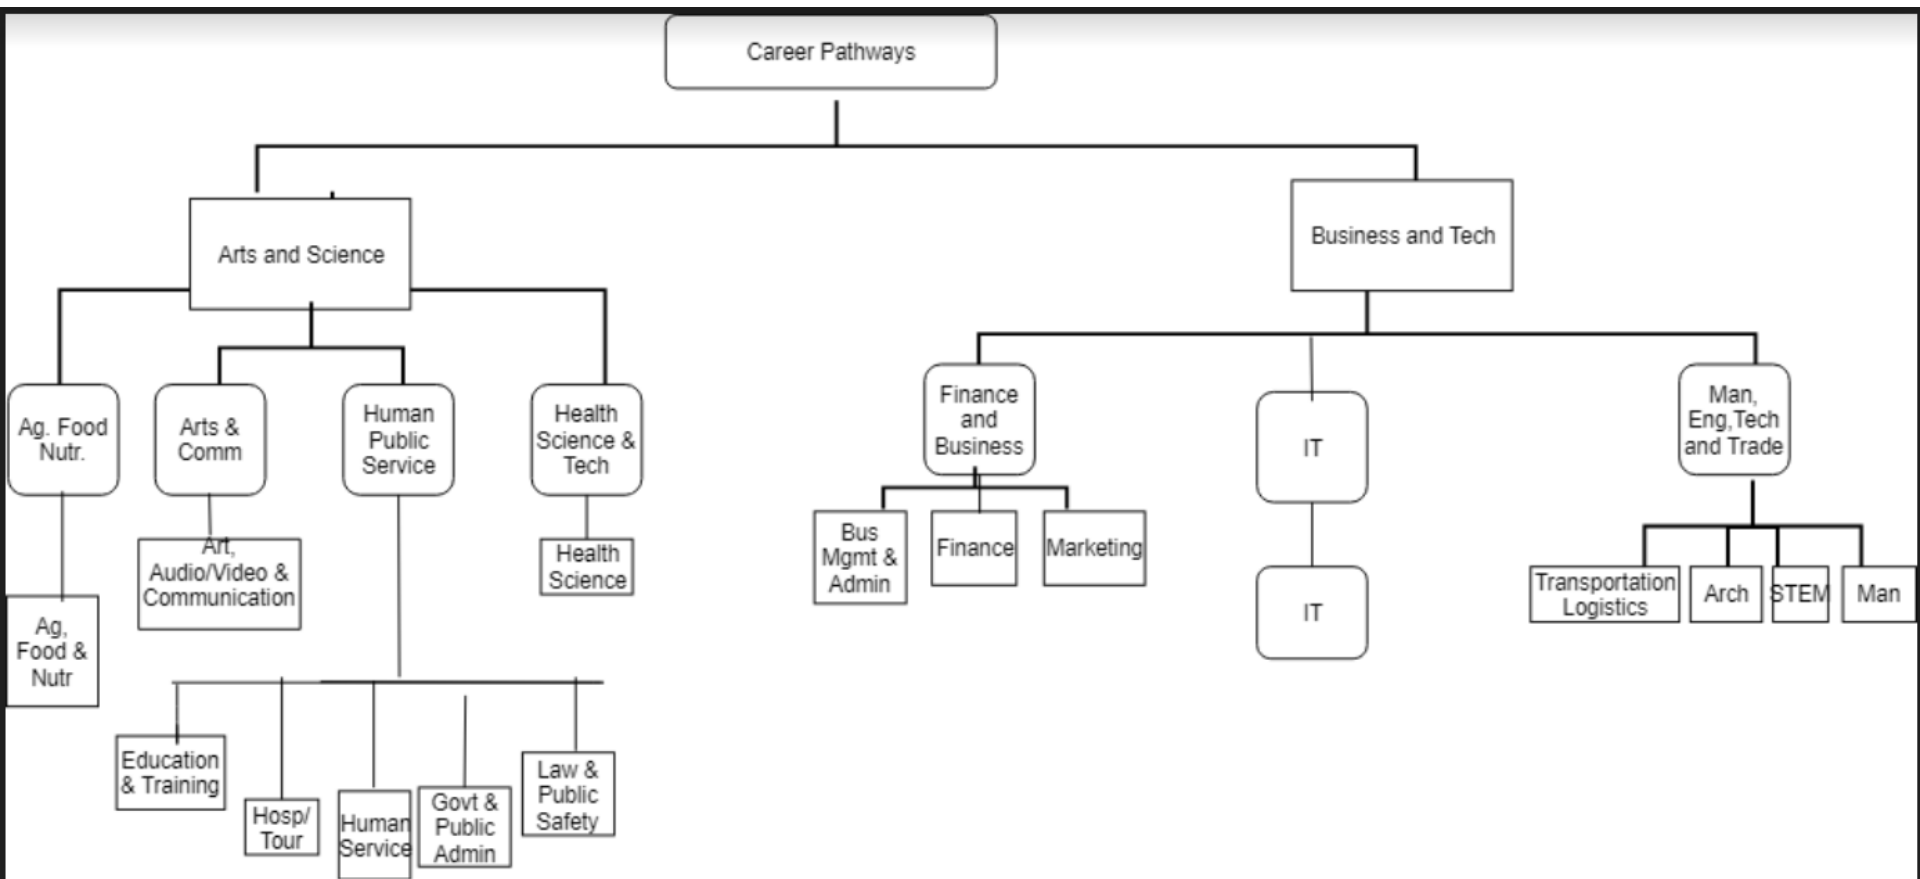 Career Pathways
Arts and Science
Business and Tech
Ag. Food
Nutr.
Arts &
Comm
Human
Public
Service
Health
Science &
Tech
Finance
and
Business
IT
Man,
Eng,Tech
and Trade
Ag,
Food &
Nutr
Art,
Audio/Video &
Communication
Health
Science
Bus
Mgmt &
Admin
Finance
Marketing
IT
Transportation
Logistics
Arch
STEM
Man
Education
& Training
Hosp/
Tour
Human
Service
Govt &
Public
Admin
Law &
Public
Safety